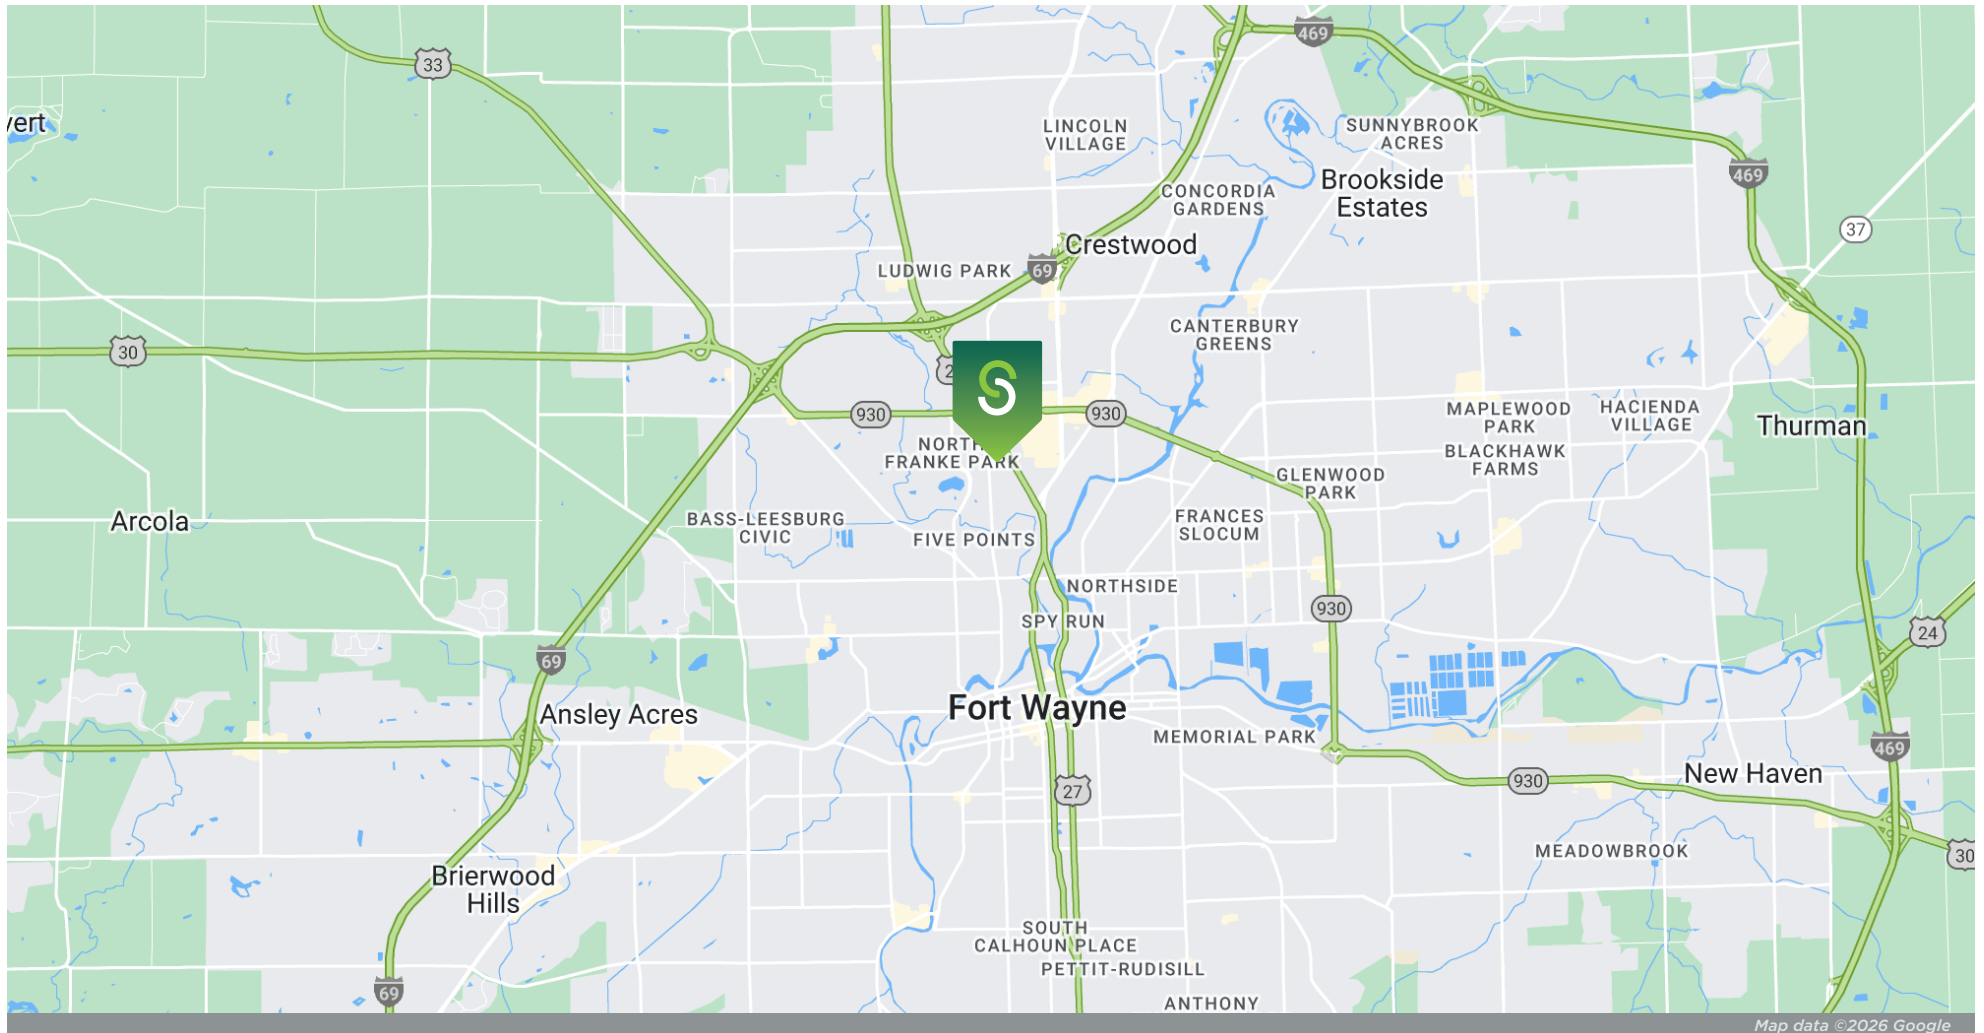 469
33
vert
LINCOLN
VILLAGE
SUNNYBROOK
ACRES
469
Brookside
Estates
CONCORDIA
GARDENS
37
Crestwood
LUDWIG PARK
69
CANTERBURY
GREENS
30
2
S
930
930
MAPLEWOOD
PARK
HACIENDA
VILLAGE
Thurman
NORTH
FRANKE PARK
BLACKHAWK
FARMS
GLENWOOD
PARK
Arcola
BASS-LEESBURG
CIVIC
FRANCES
SLOCUM
FIVE POINTS
NORTHSIDE
930
SPY RUN
24
69
Fort Wayne
Ansley Acres
MEMORIAL PARK
469
New Haven
930
27
MEADOWBROOK
30
Brierwood
Hills
SOUTH
CALHOUN PLACE
PETTIT-RUDISILL
69
ANTHONY
Map data ©2026 Google